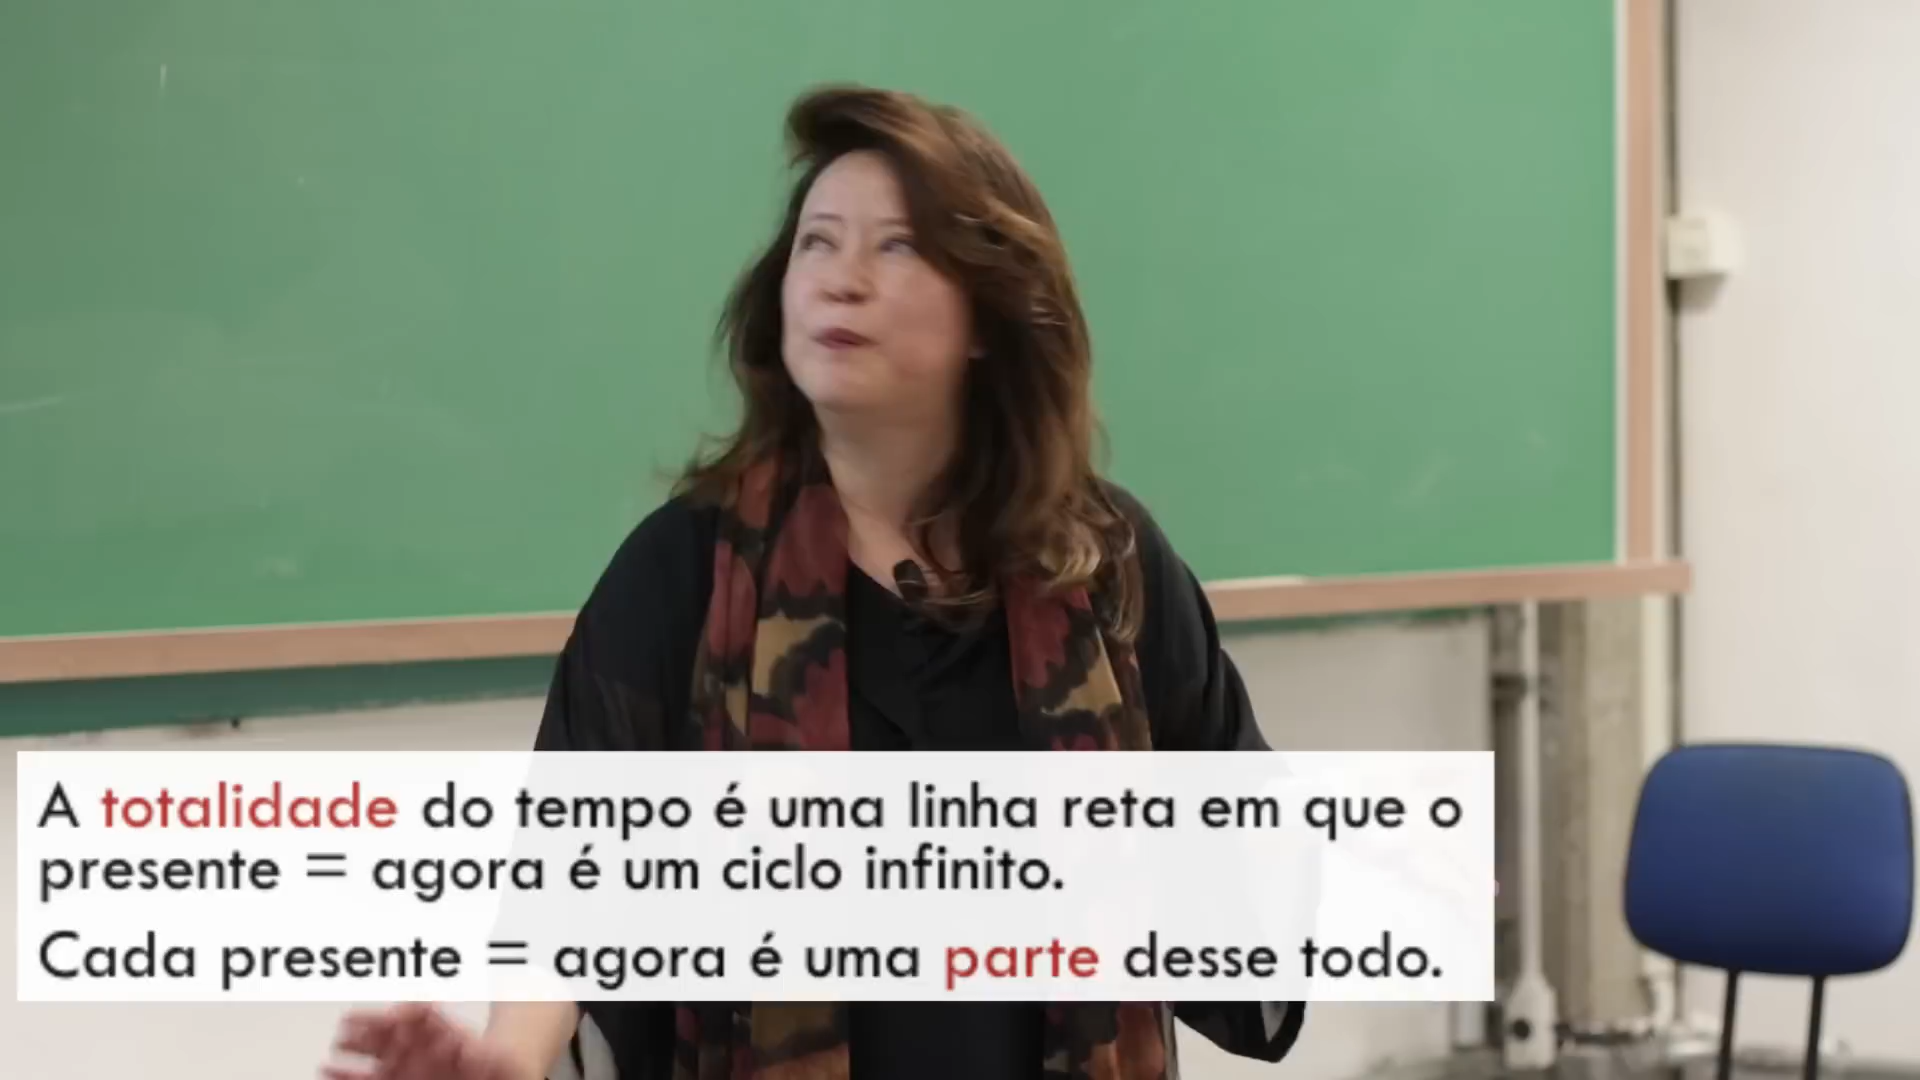 A totalidade do tempo é uma linha reta em que o
presente = agora é um ciclo infinito.
Cada presente = agora é uma parte desse todo.